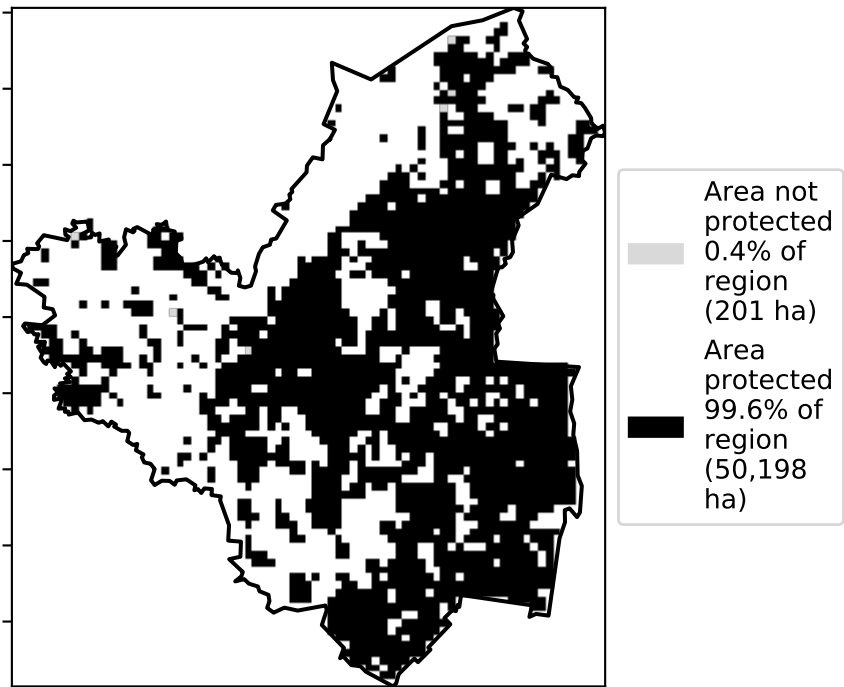 Area not
protected
0.4% of
region
(201 ha)
Area
protected
99.6% of
region
(50,198
ha)